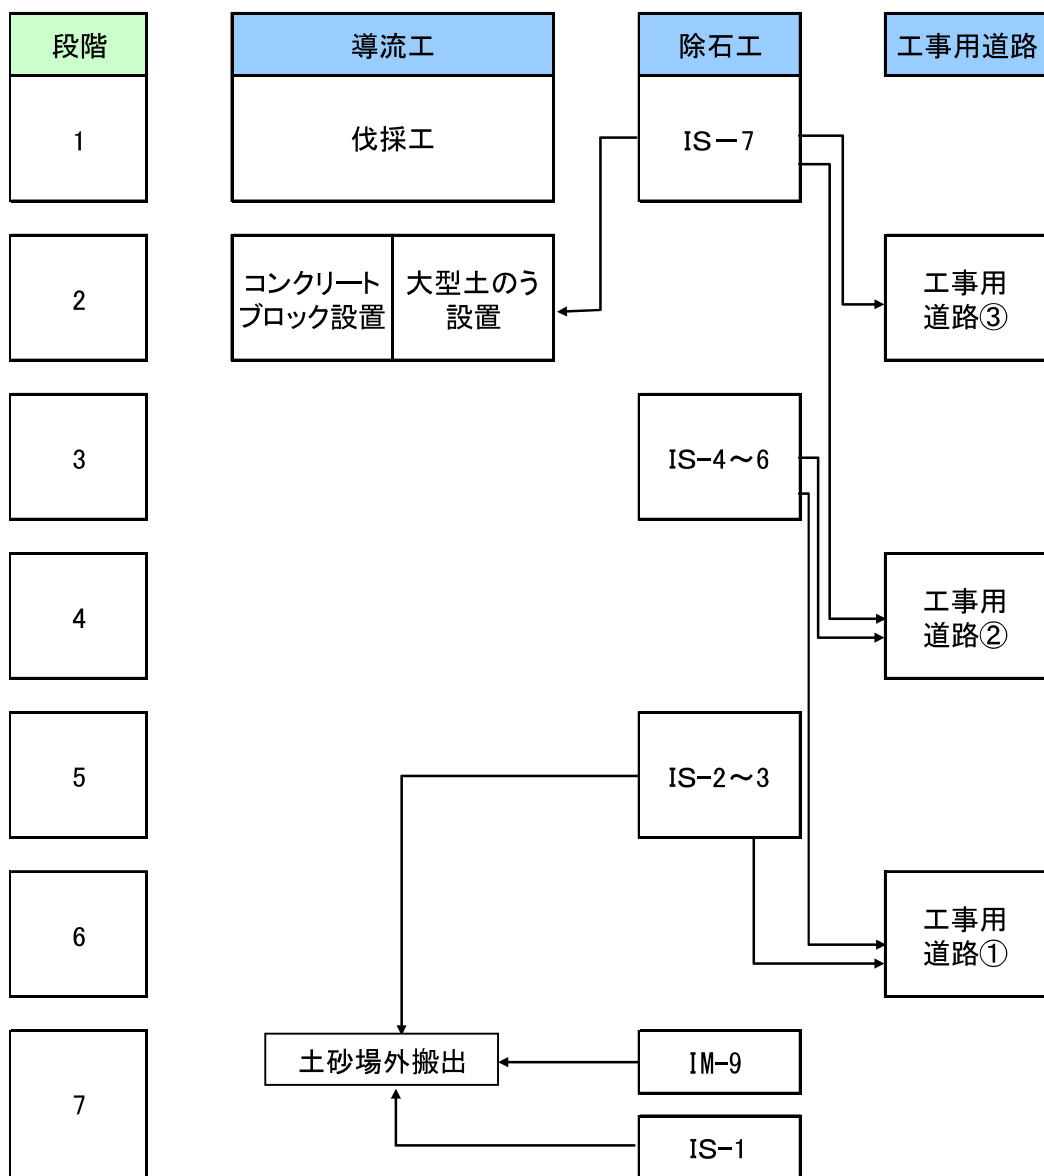 段階
導流工
除石工
工事用道路
1
伐採工
IS－7
2
コンクリート
ブロック設置
大型土のう
設置
工事用
道路③
3
IS-4～6
4
工事用
道路②
5
IS-2～3
6
工事用
道路①
7
土砂場外搬出
IM-9
IS-1